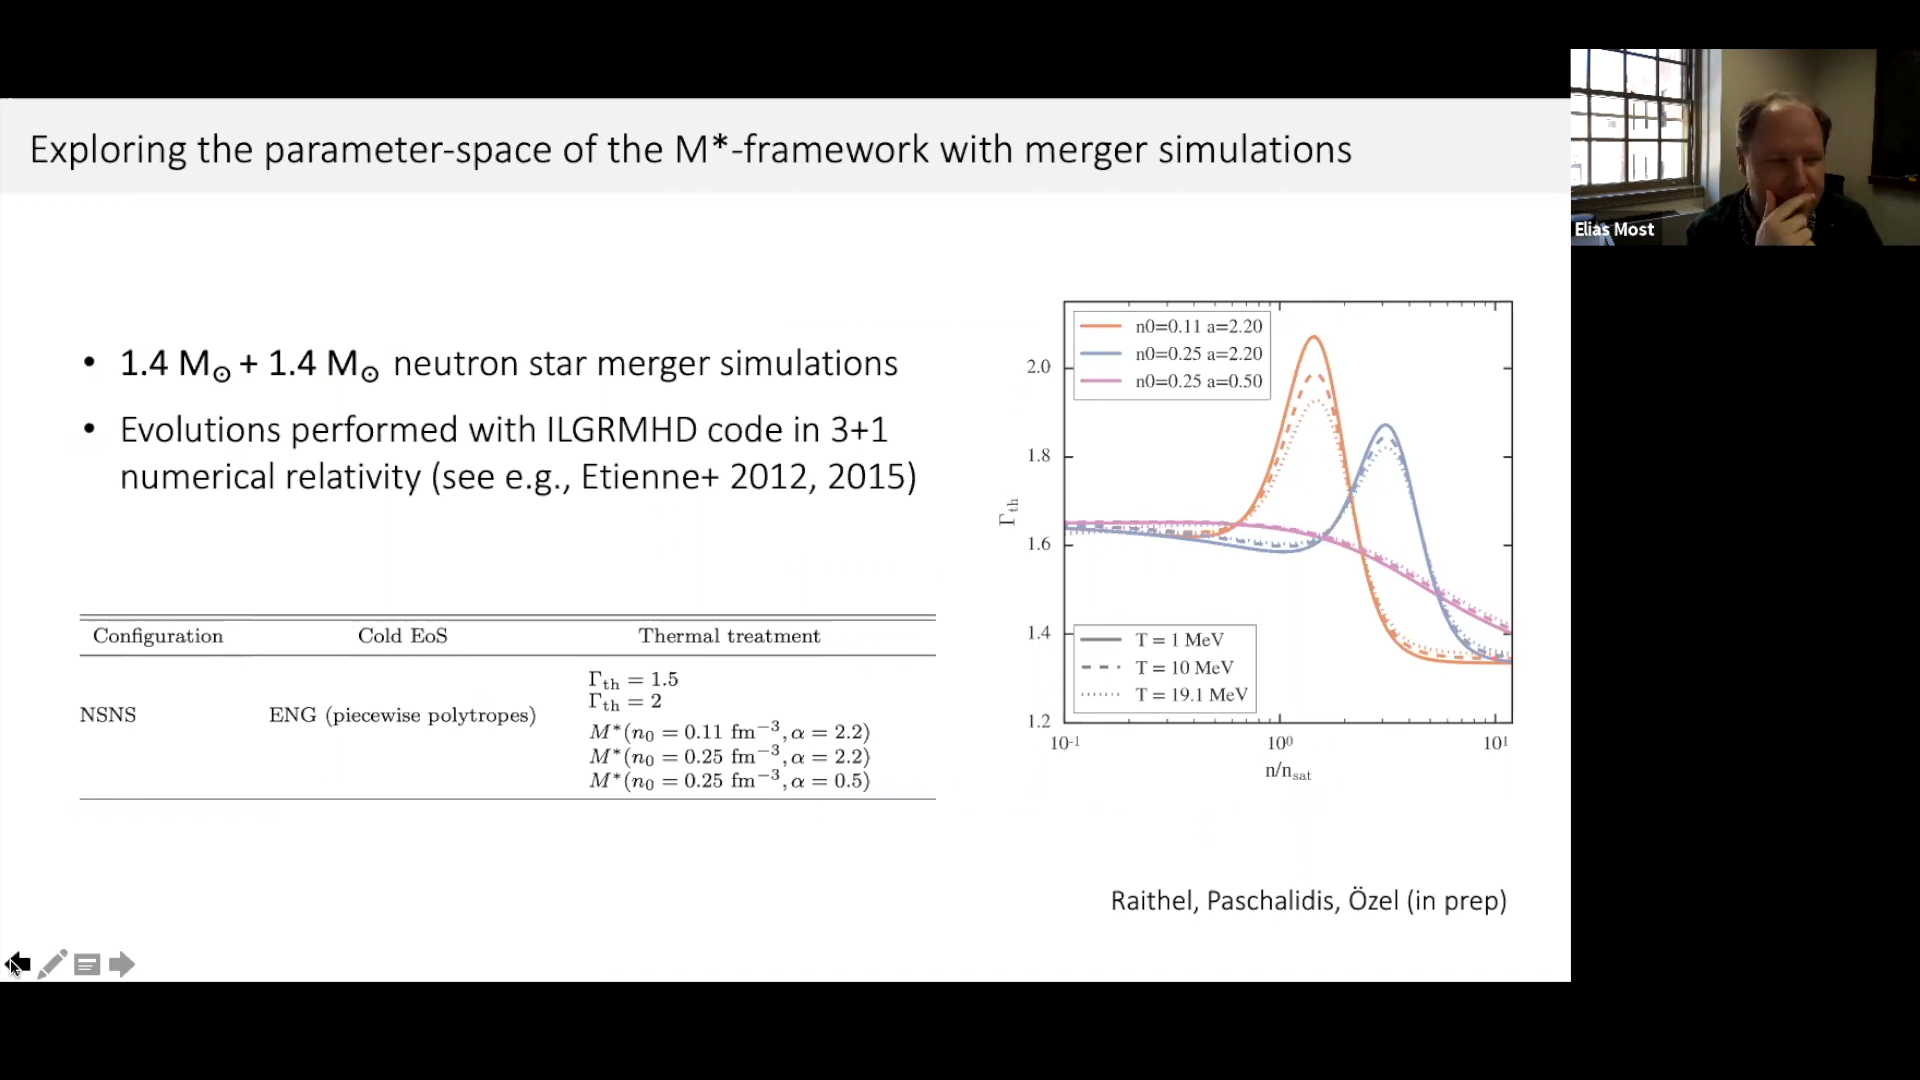 Exploring the parameter-space of the M*-framework with merger simulations
Elias Most
• 1.4 M⊙ + 1.4 M⊙ neutron star merger simulations
• Evolutions performed with ILGRMHD code in 3+1
numerical relativity (see e.g., Etienne+ 2012, 2015)
Configuration Cold EoS Thermal treatment
Γth = 1.5
Γth = 2
NSNS ENG (piecewise polytropes)
M*(n0 = 0.11 fm−3, α = 2.2)
M*(n0 = 0.25 fm−3, α = 2.2)
M*(n0 = 0.25 fm−3, α = 0.5)
n0=0.11 a=2.20
n0=0.25 a=2.20
n0=0.25 a=0.50
2.0
1.8
Γth
1.6
1.4
1.2
T = 1 MeV
T = 10 MeV
T = 19.1 MeV
10-1 100 101
n/nsat
Raithel, Paschalidis, Özel (in prep)